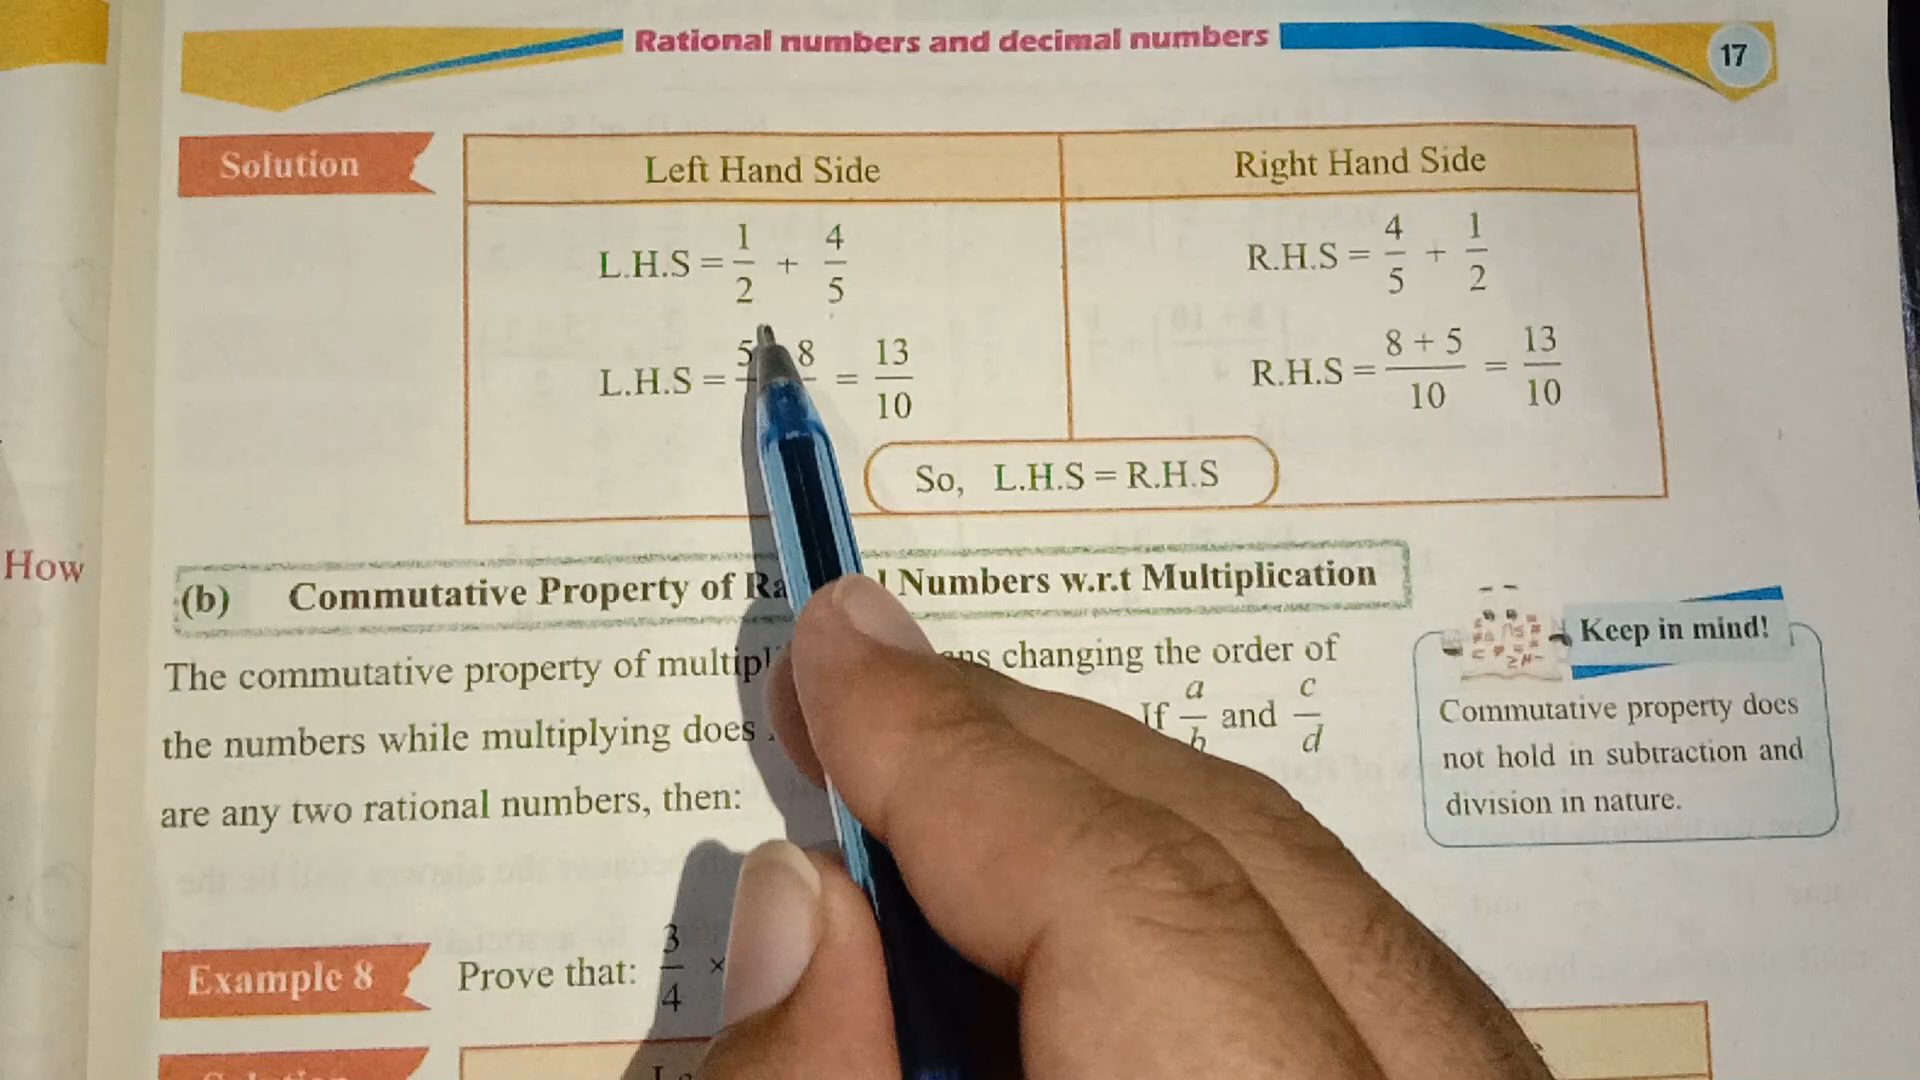 Rational numbers and decimal numbers
17
Solution
Left Hand Side
Right Hand Side
L.H.S = 1/2 + 4/5
R.H.S = 4/5 + 1/2
L.H.S = 5 8 = 13/10
R.H.S = 8 + 5/10 = 13/10
So, L.H.S = R.H.S
How
(b) Commutative Property of Numbers w.r.t Multiplication
The commutative property of changing the order of
the numbers while multiplying does If a/b and c/d
are any two rational numbers, then:
Keep in mind!
Commutative property does
not hold in subtraction and
division in nature.
Example 8 Prove that: 3/4 ×